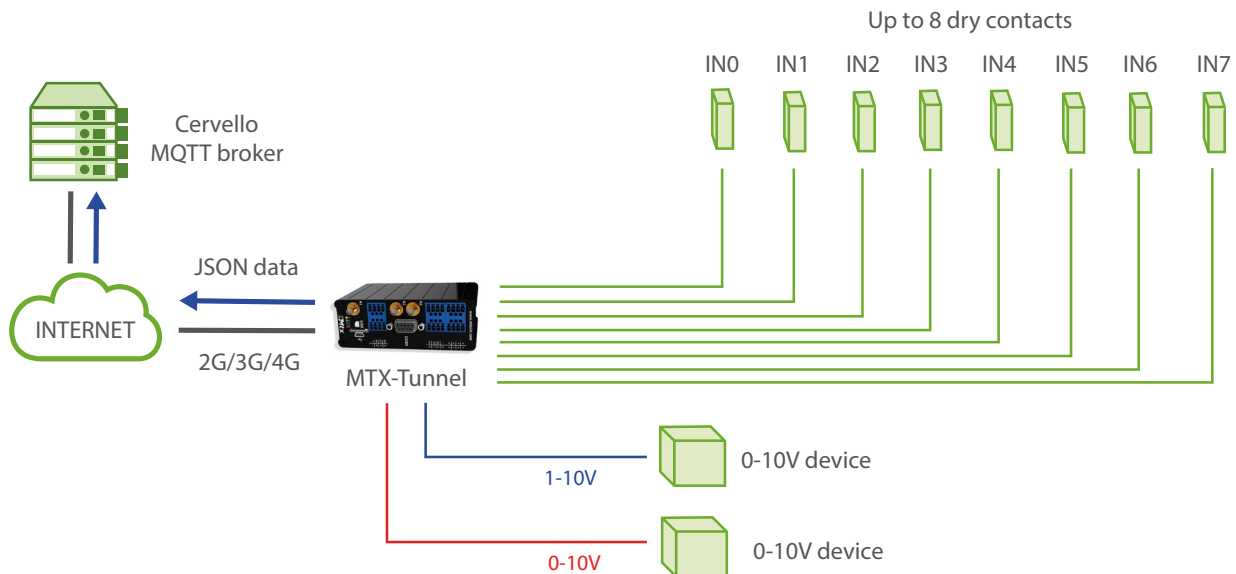 Up to 8 dry contacts
IN0 IN1 IN2 IN3 IN4 IN5 IN6 IN7
Cervello
MQTT broker
JSON data
INTERNET
2G/3G/4G
MTX-Tunnel
1-10V
0-10V device
0-10V
0-10V device